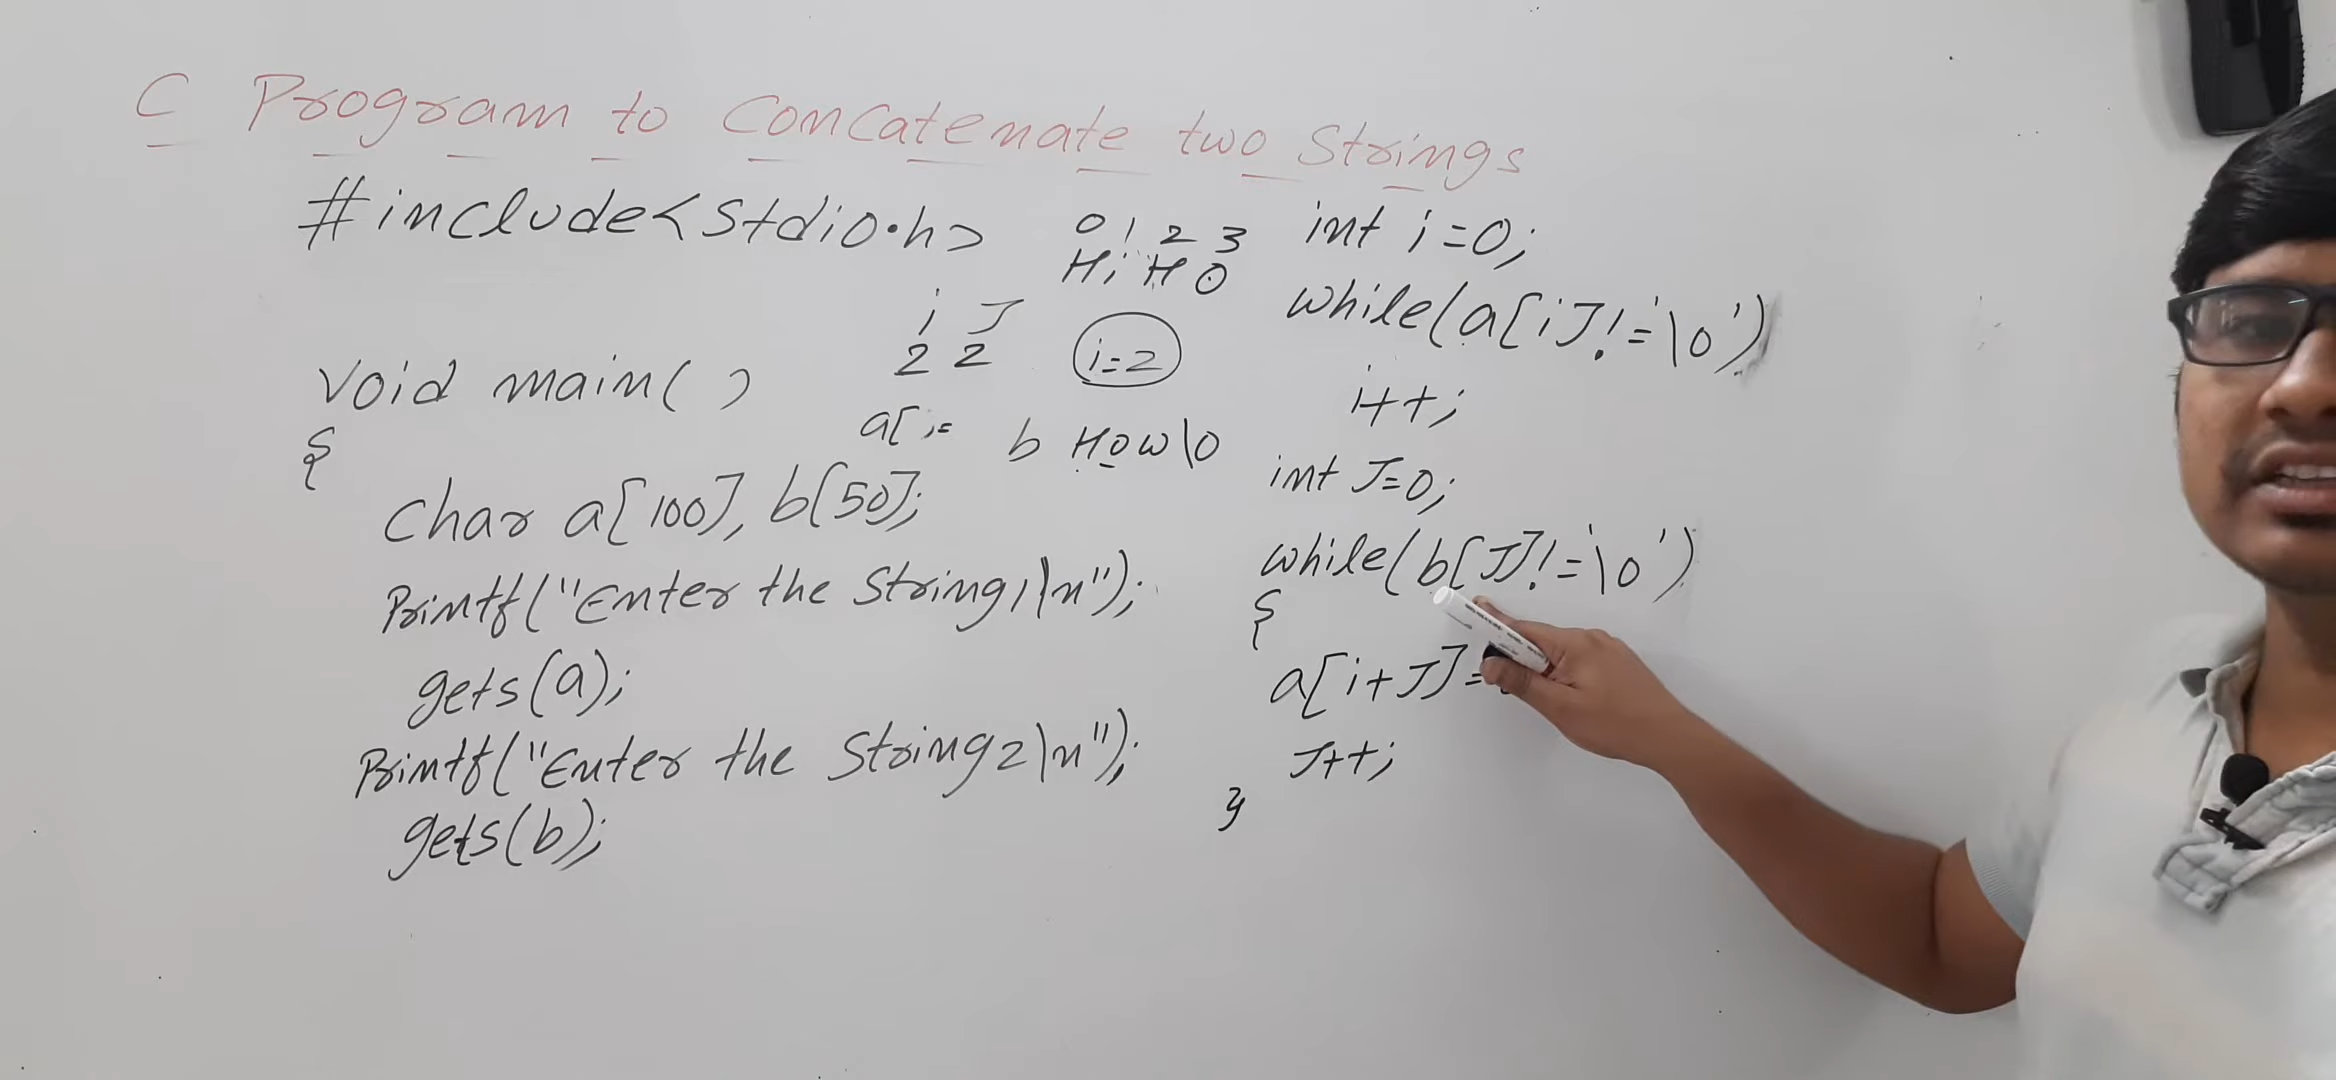 C Program to Concatenate two Strings
#include<stdio.h>
void main( )
{
char a[100], b[50];
Printf("Enter the String1\n");
gets(a);
Printf("Enter the String2\n");
gets(b);
0 1 2 3
Hi Ho
i J
2 2
i=2
a[i=
b How\0
int i=0;
while(a[i]!='\0')
i++;
int J=0;
while(b[J]!='\0')
{
a[i+J]=
J++;
}